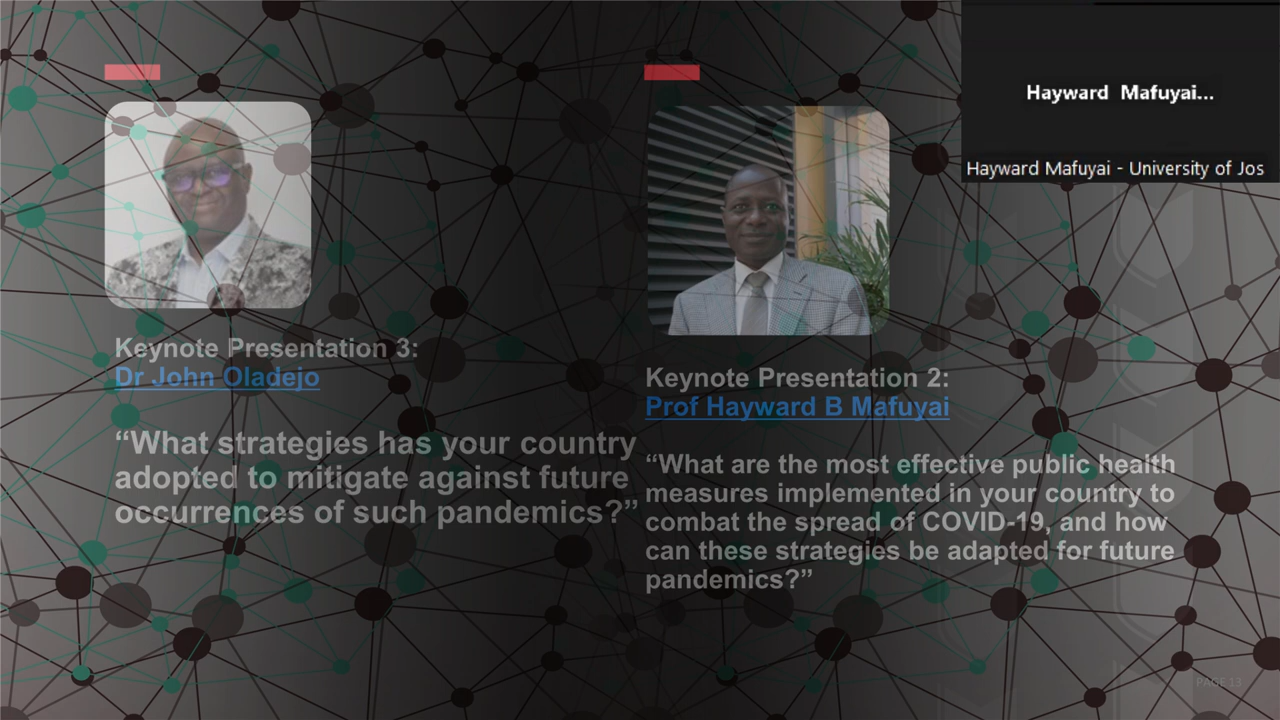 Hayward Mafuyai...
Hayward Mafuyai - University of Jos
Keynote Presentation 3:
Dr John Oladejo
“What strategies has your country
adopted to mitigate against future
occurrences of such pandemics?”
Keynote Presentation 2:
Prof Hayward B Mafuyai
“What are the most effective public health
measures implemented in your country to
combat the spread of COVID-19, and how
can these strategies be adapted for future
pandemics?”
PAGE 13